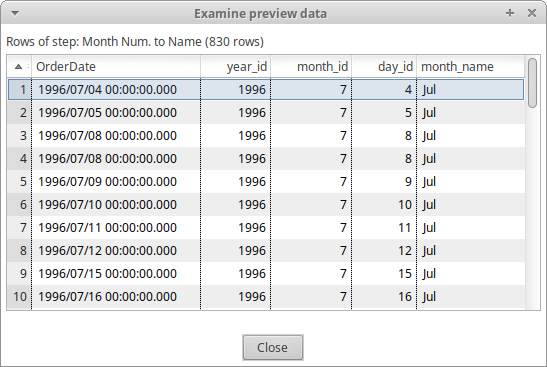 Examine preview data
Rows of step: Month Num. to Name (830 rows)
OrderDate year_id month_id day_id month_name
1 1996/07/04 00:00:00.000 1996 7 4 Jul
2 1996/07/05 00:00:00.000 1996 7 5 Jul
3 1996/07/08 00:00:00.000 1996 7 8 Jul
4 1996/07/08 00:00:00.000 1996 7 8 Jul
5 1996/07/09 00:00:00.000 1996 7 9 Jul
6 1996/07/10 00:00:00.000 1996 7 10 Jul
7 1996/07/11 00:00:00.000 1996 7 11 Jul
8 1996/07/12 00:00:00.000 1996 7 12 Jul
9 1996/07/15 00:00:00.000 1996 7 15 Jul
10 1996/07/16 00:00:00.000 1996 7 16 Jul
Close